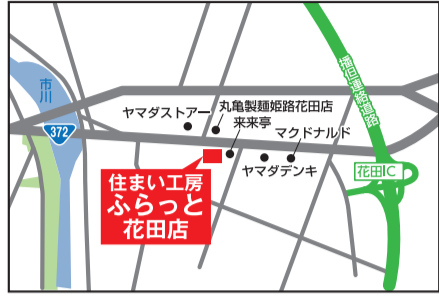 市川
372
ヤマダストアー
丸亀製麺姫路花田店
来来亭
マクドナルド
ヤマダデンキ
播但連絡道路
花田IC
住まい工房
ふらっと
花田店